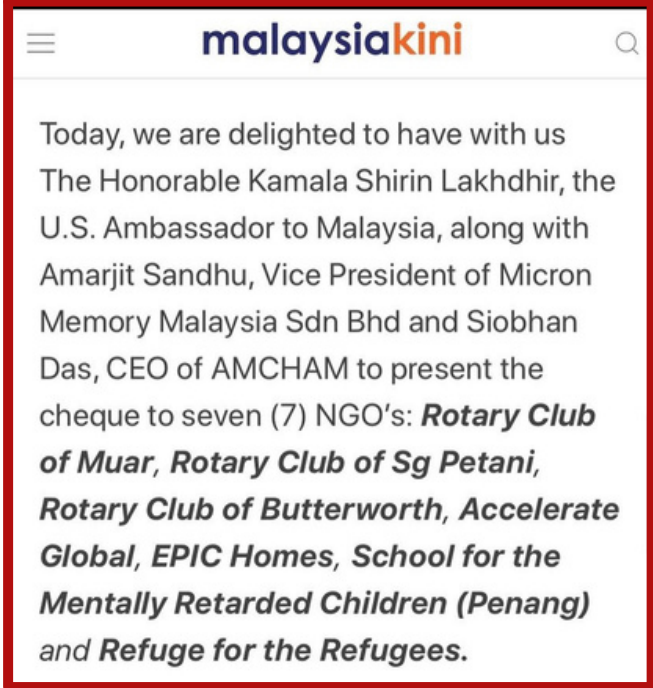 malaysiakini
Today, we are delighted to have with us
The Honorable Kamala Shirin Lakhdhir, the
U.S. Ambassador to Malaysia, along with
Amarjit Sandhu, Vice President of Micron
Memory Malaysia Sdn Bhd and Siobhan
Das, CEO of AMCHAM to present the
cheque to seven (7) NGO’s: Rotary Club
of Muar, Rotary Club of Sg Petani,
Rotary Club of Butterworth, Accelerate
Global, EPIC Homes, School for the
Mentally Retarded Children (Penang)
and Refuge for the Refugees.